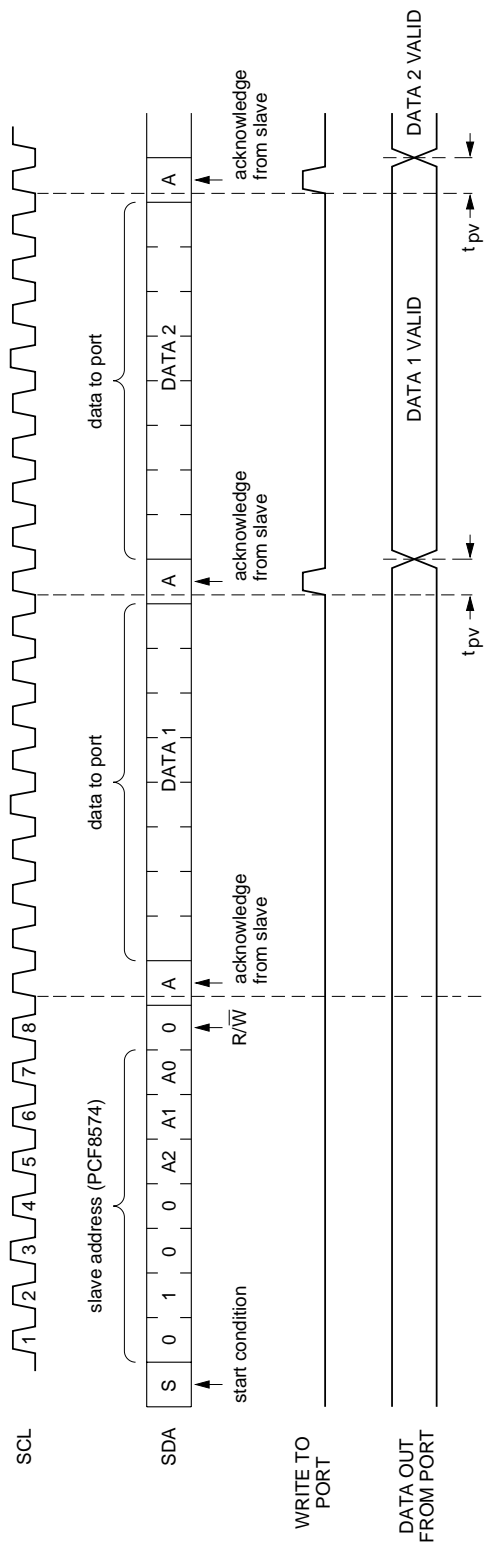 SCL
1 2 3 4 5 6 7 8
slave address (PCF8574)
data to port
data to port
SDA
S 0 1 0 0 A2 A1 A0 0 A DATA 1 A DATA 2 A
start condition
R/W
acknowledge
from slave
acknowledge
from slave
acknowledge
from slave
WRITE TO
PORT
DATA OUT
FROM PORT
DATA 1 VALID
DATA 2 VALID
tpv
tpv